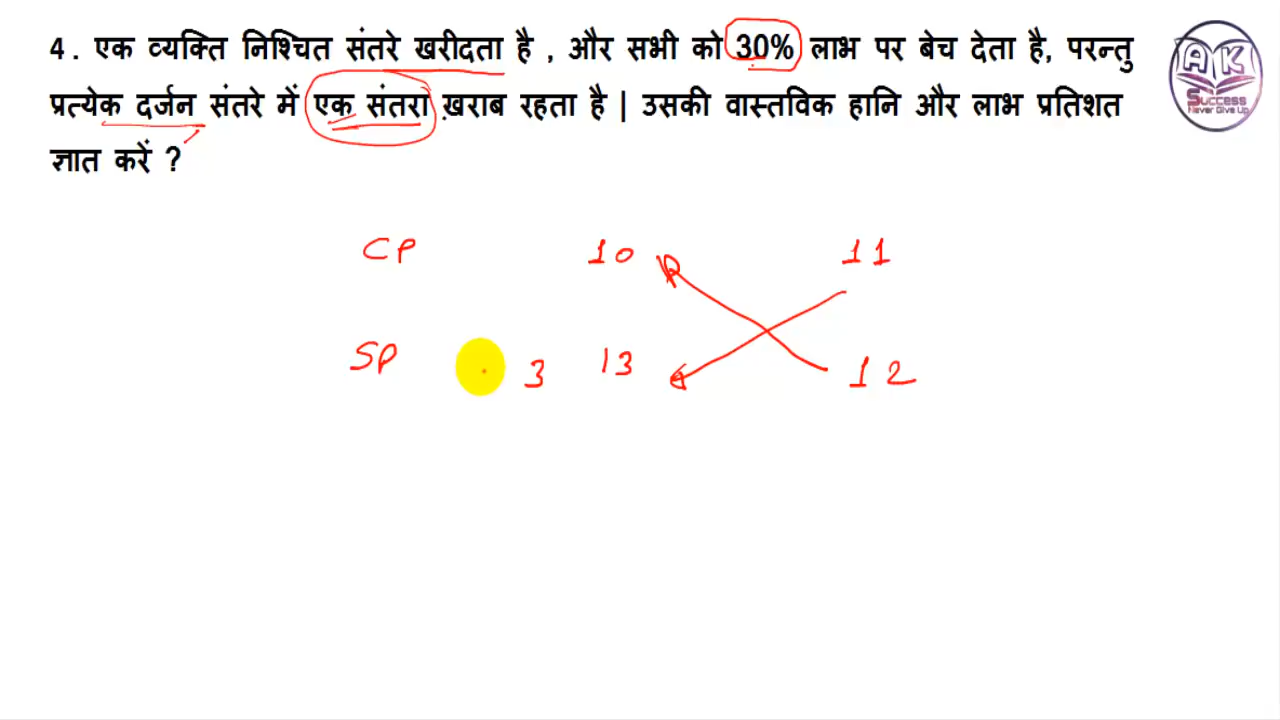 4. एक व्यक्ति निश्चित संतरे खरीदता है , और सभी को 30% लाभ पर बेच देता है, परन्तु
प्रत्येक दर्जन संतरे में एक संतरा ख़राब रहता है | उसकी वास्तविक हानि और लाभ प्रतिशत
ज्ञात करें ?
AK
Success
Never Give Up
CP 10 11
SP 3 13 12